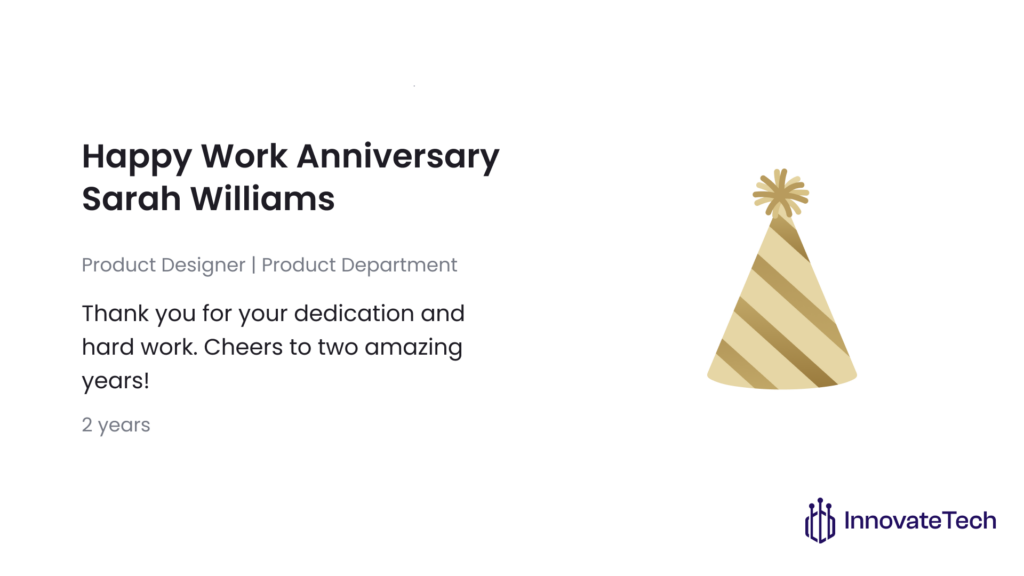 Happy Work Anniversary
Sarah Williams
Product Designer | Product Department
Thank you for your dedication and
hard work. Cheers to two amazing
years!
2 years
InnovateTech